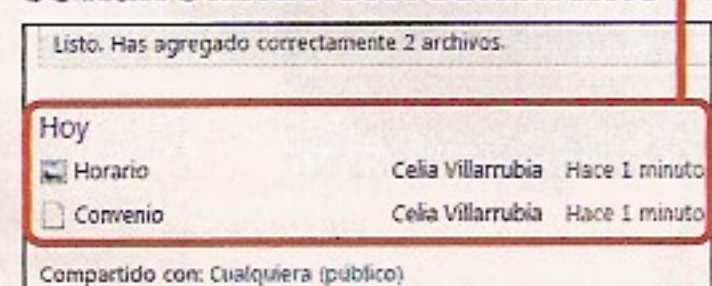 Listo. Has agregado correctamente 2 archivos.
Hoy
Horario Celia Villarrubia Hace 1 minuto
Convenio Celia Villarrubia Hace 1 minuto
Compartido con: Cualquiera (público)